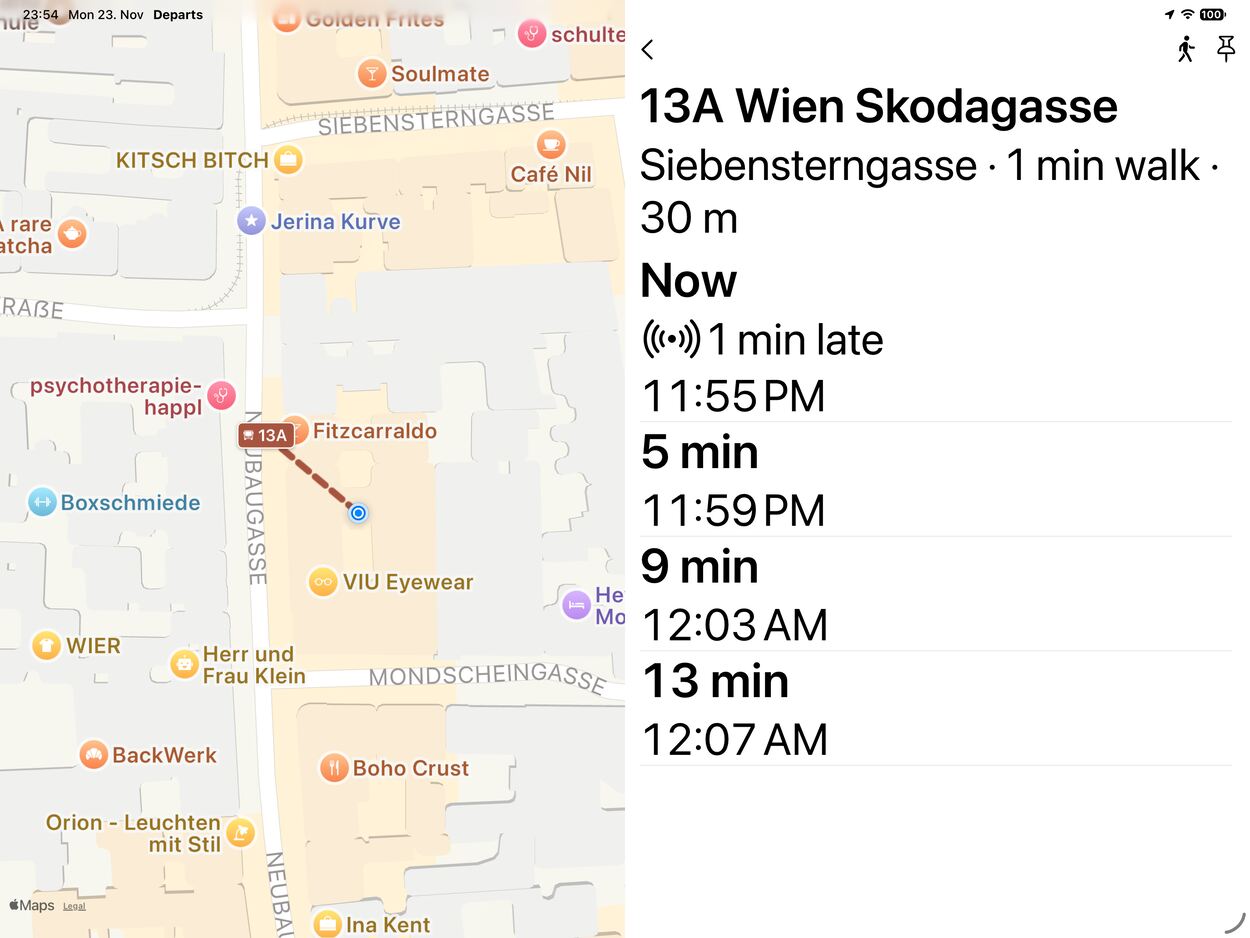 23:54 Mon 23. Nov Departs
100
Golden Frites
schulte
Soulmate
SIEBENSTERNGASSE
KITSCH BITCH
Café Nil
Jerina Kurve
A rare
atcha
RAẞE
psychotherapie-
happl
13A
Fitzcarraldo
NEUBAUGASSE
Boxschmiede
VIU Eyewear
He
Mo
WIER
Herr und
Frau Klein
MONDSCHEINGASSE
BackWerk
Boho Crust
Orion - Leuchten
mit Stil
NEUBAU
Maps Legal
Ina Kent
13A Wien Skodagasse
Siebensterngasse · 1 min walk ·
30 m
Now
1 min late
11:55 PM
5 min
11:59 PM
9 min
12:03 AM
13 min
12:07 AM